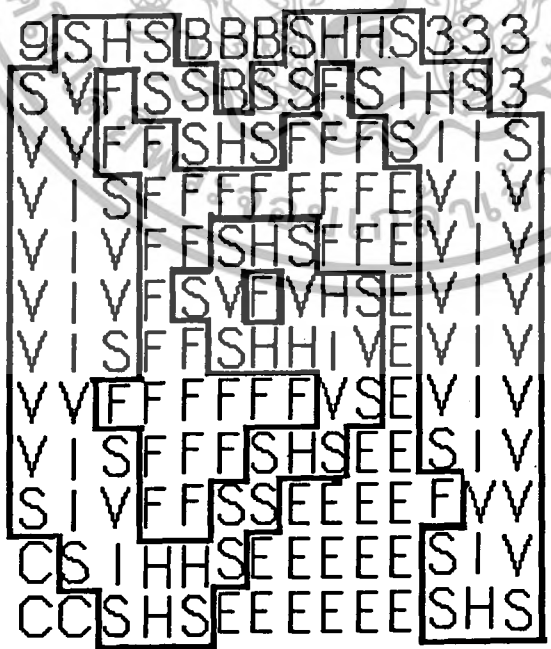 9SHSBBBSHHS333
SVFSSBSSFSIHS3
VVFFSHSFFFSIIS
VISFFFFFFFEVIV
VIVFFSHSFFEVIV
VIVFSVFVHSEVIV
VISFFSHHIVEVIV
VVFFFFFFVSEVIV
VISFFFSHSEESIV
SIVFFSSEEEEFVV
CSIHHSEEEEESIV
CCSHSEEEEEESHS